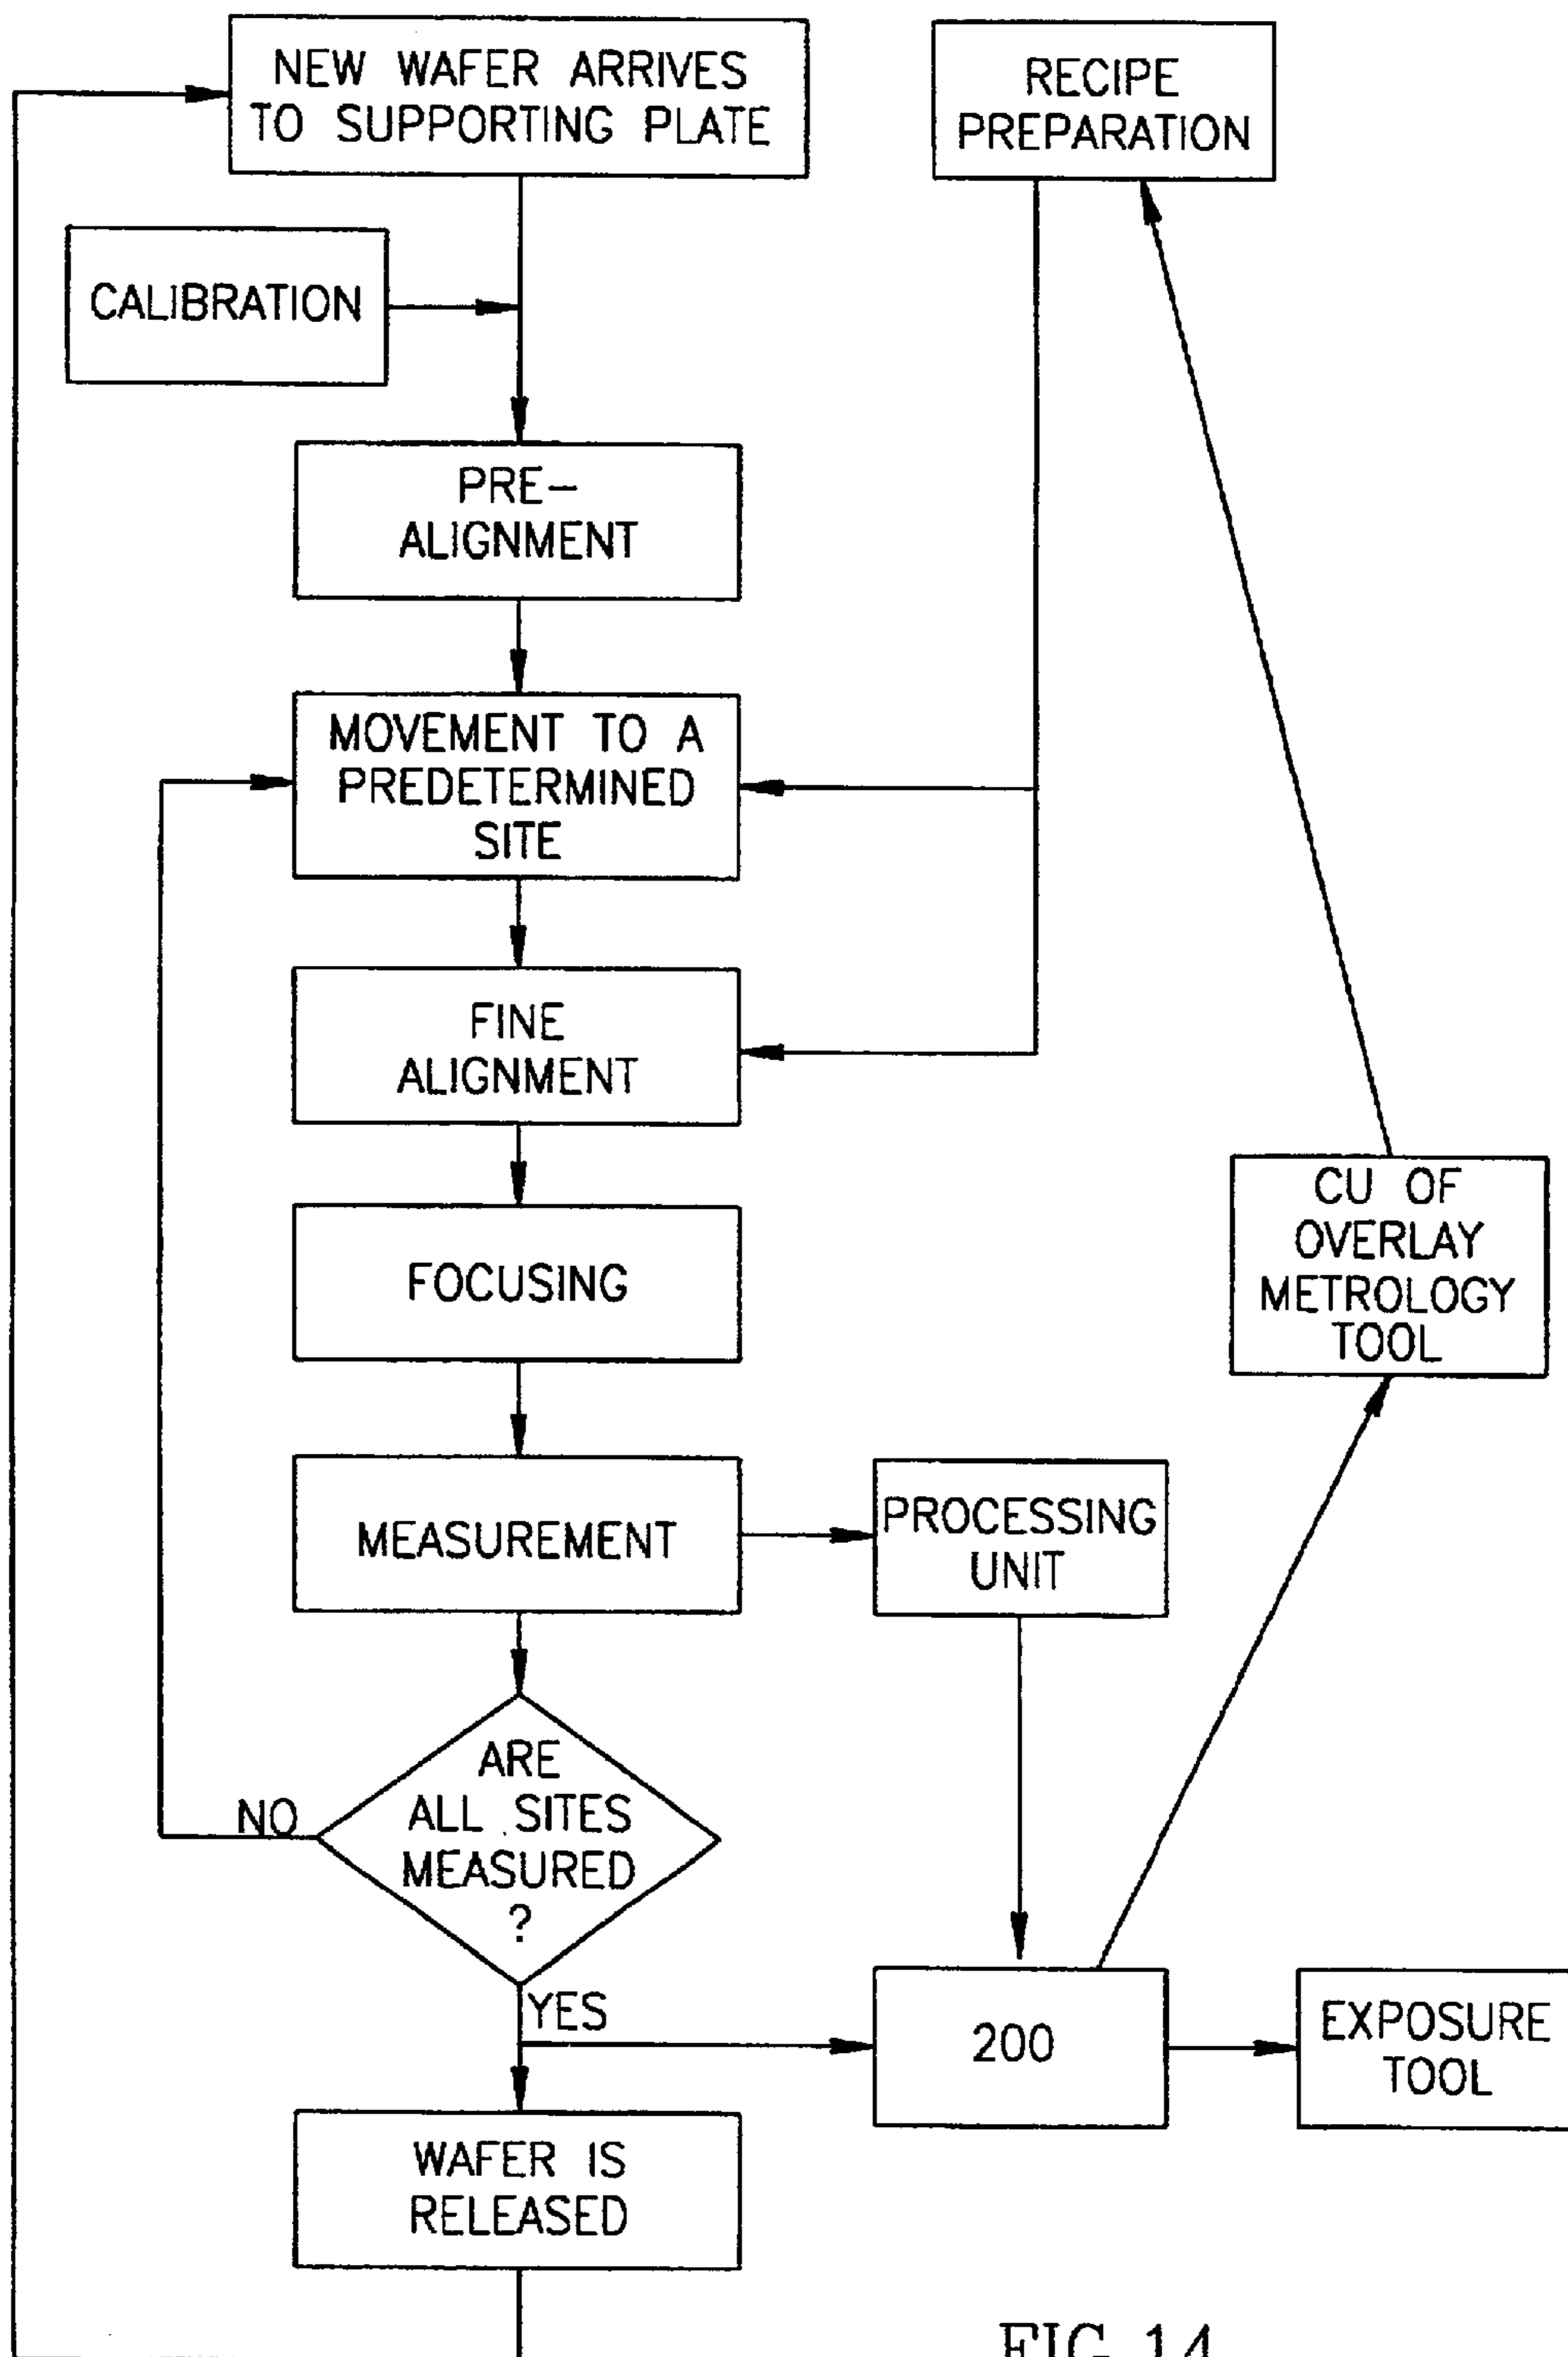 NEW WAFER ARRIVES
TO SUPPORTING PLATE
RECIPE
PREPARATION
CALIBRATION
PRE-
ALIGNMENT
MOVEMENT TO A
PREDETERMINED
SITE
FINE
ALIGNMENT
FOCUSING
CU OF
OVERLAY
METROLOGY
TOOL
MEASUREMENT
PROCESSING
UNIT
ARE
ALL SITES
MEASURED
?
NO
YES
200
EXPOSURE
TOOL
WAFER IS
RELEASED
FIG. 14